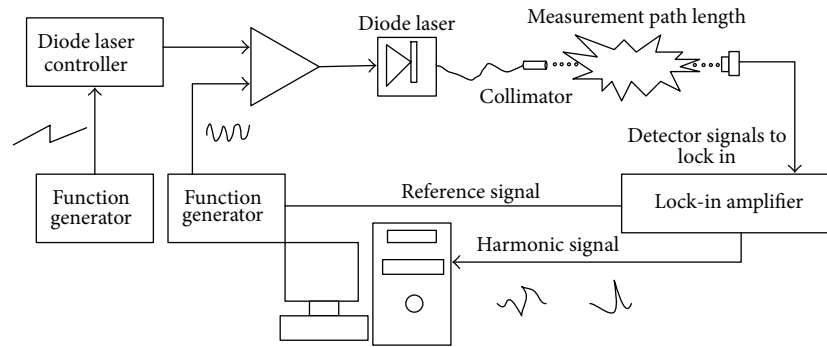 Diode laser
controller
Diode laser
Measurement path length
Collimator
Detector signals to
lock in
Function
generator
Function
generator
Reference signal
Lock-in amplifier
Harmonic signal